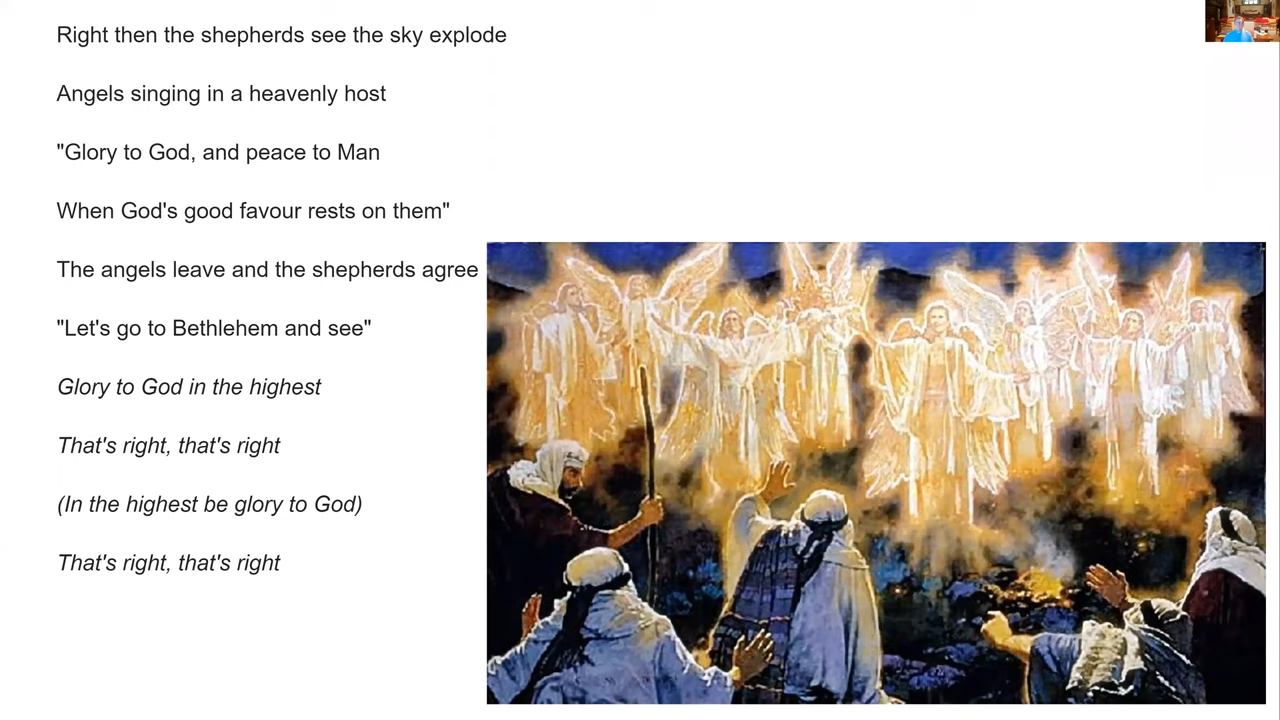 Right then the shepherds see the sky explode
Angels singing in a heavenly host
"Glory to God, and peace to Man
When God's good favour rests on them"
The angels leave and the shepherds agree
"Let's go to Bethlehem and see"
Glory to God in the highest
That's right, that's right
(In the highest be glory to God)
That's right, that's right